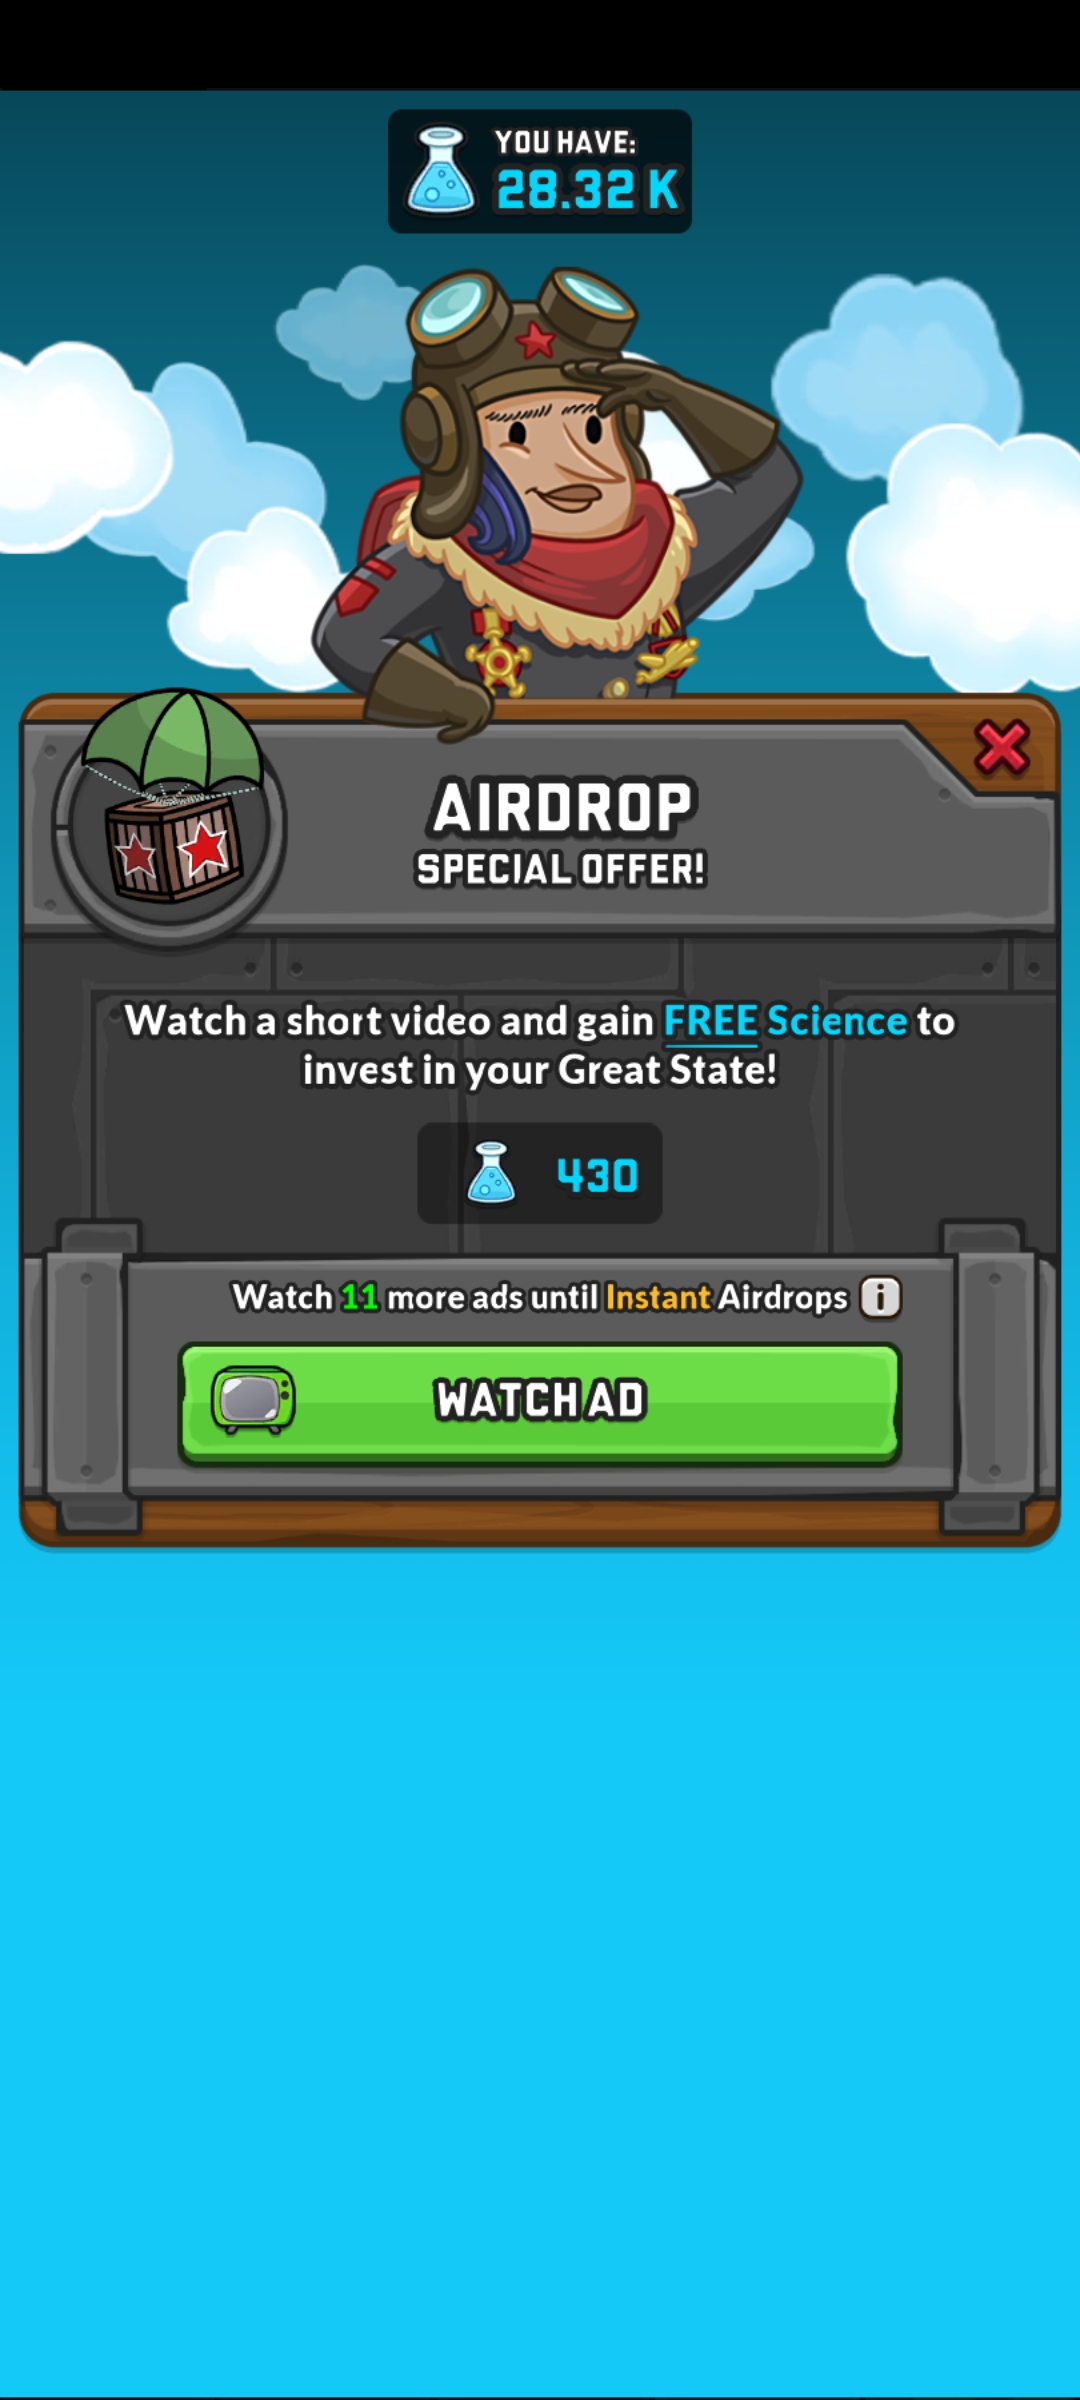 YOU HAVE:
28.32 K
AIRDROP
SPECIAL OFFER!
Watch a short video and gain FREE Science to
invest in your Great State!
430
Watch 11 more ads until Instant Airdrops i
WATCH AD